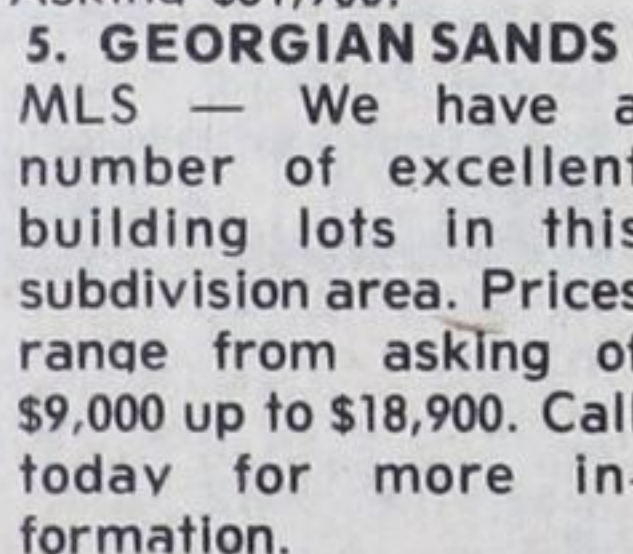 5. GEORGIAN SANDS
MLS — We have a
number of excellent
building lots in this
subdivision area. Prices
range from asking of
$9,000 up to $18,900. Call
today for more in-
formation.